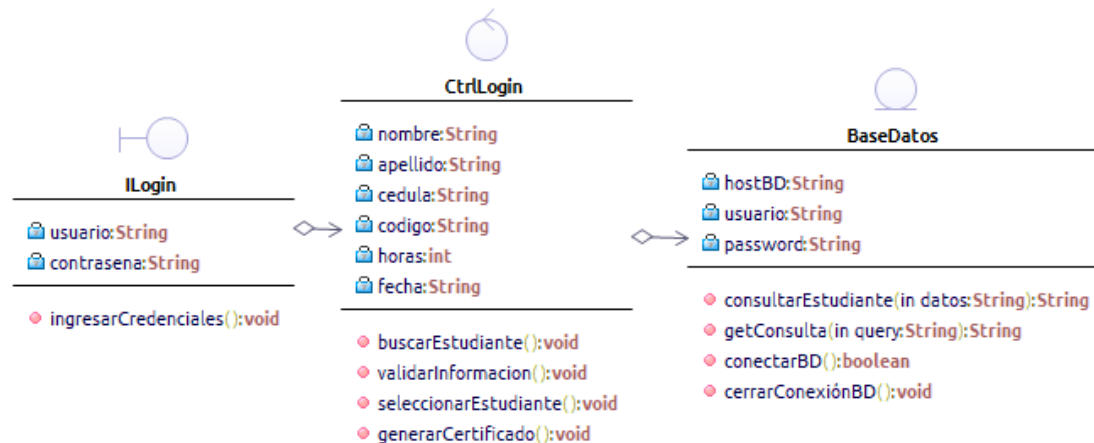 ILogin
usuario:String
contrasena:String
ingresarCredenciales():void
CtrlLogin
nombre:String
apellido:String
cedula:String
codigo:String
horas:int
fecha:String
buscarEstudiante():void
validarInformacion():void
seleccionarEstudiante():void
generarCertificado():void
BaseDatos
hostBD:String
usuario:String
password:String
consultarEstudiante(in datos:String):String
getConsulta(in query:String):String
conectarBD():boolean
cerrarConexiónBD():void